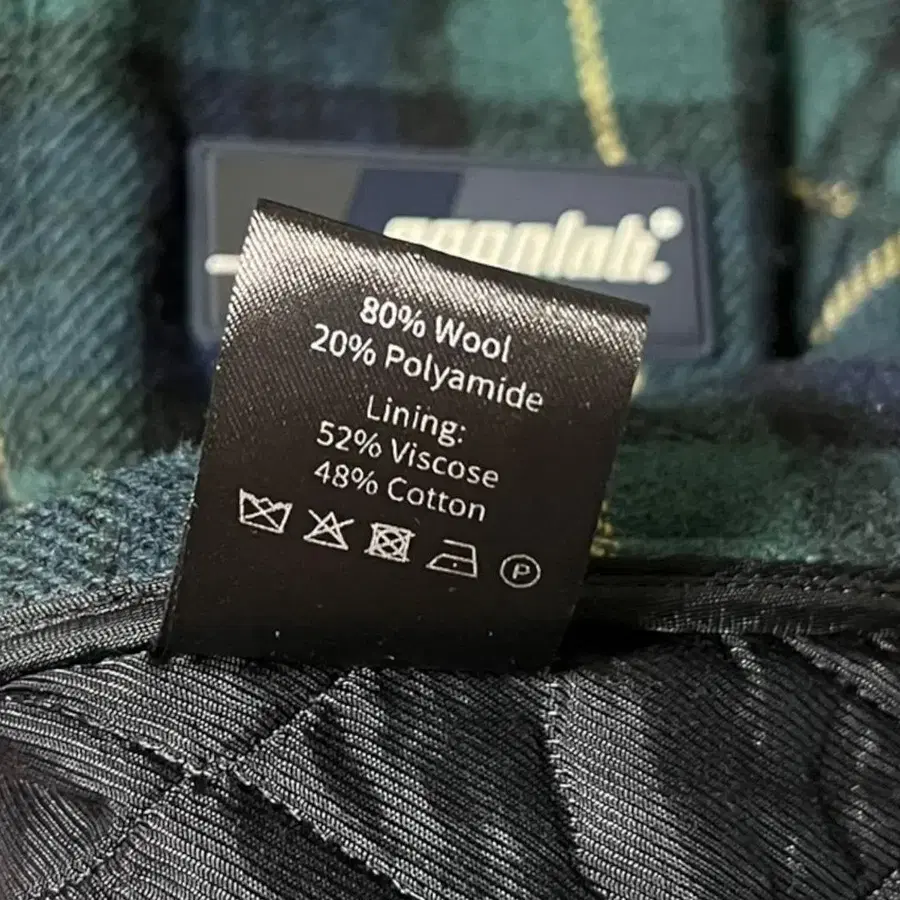 80% Wool
20% Polyamide
Lining:
52% Viscose
48% Cotton
P